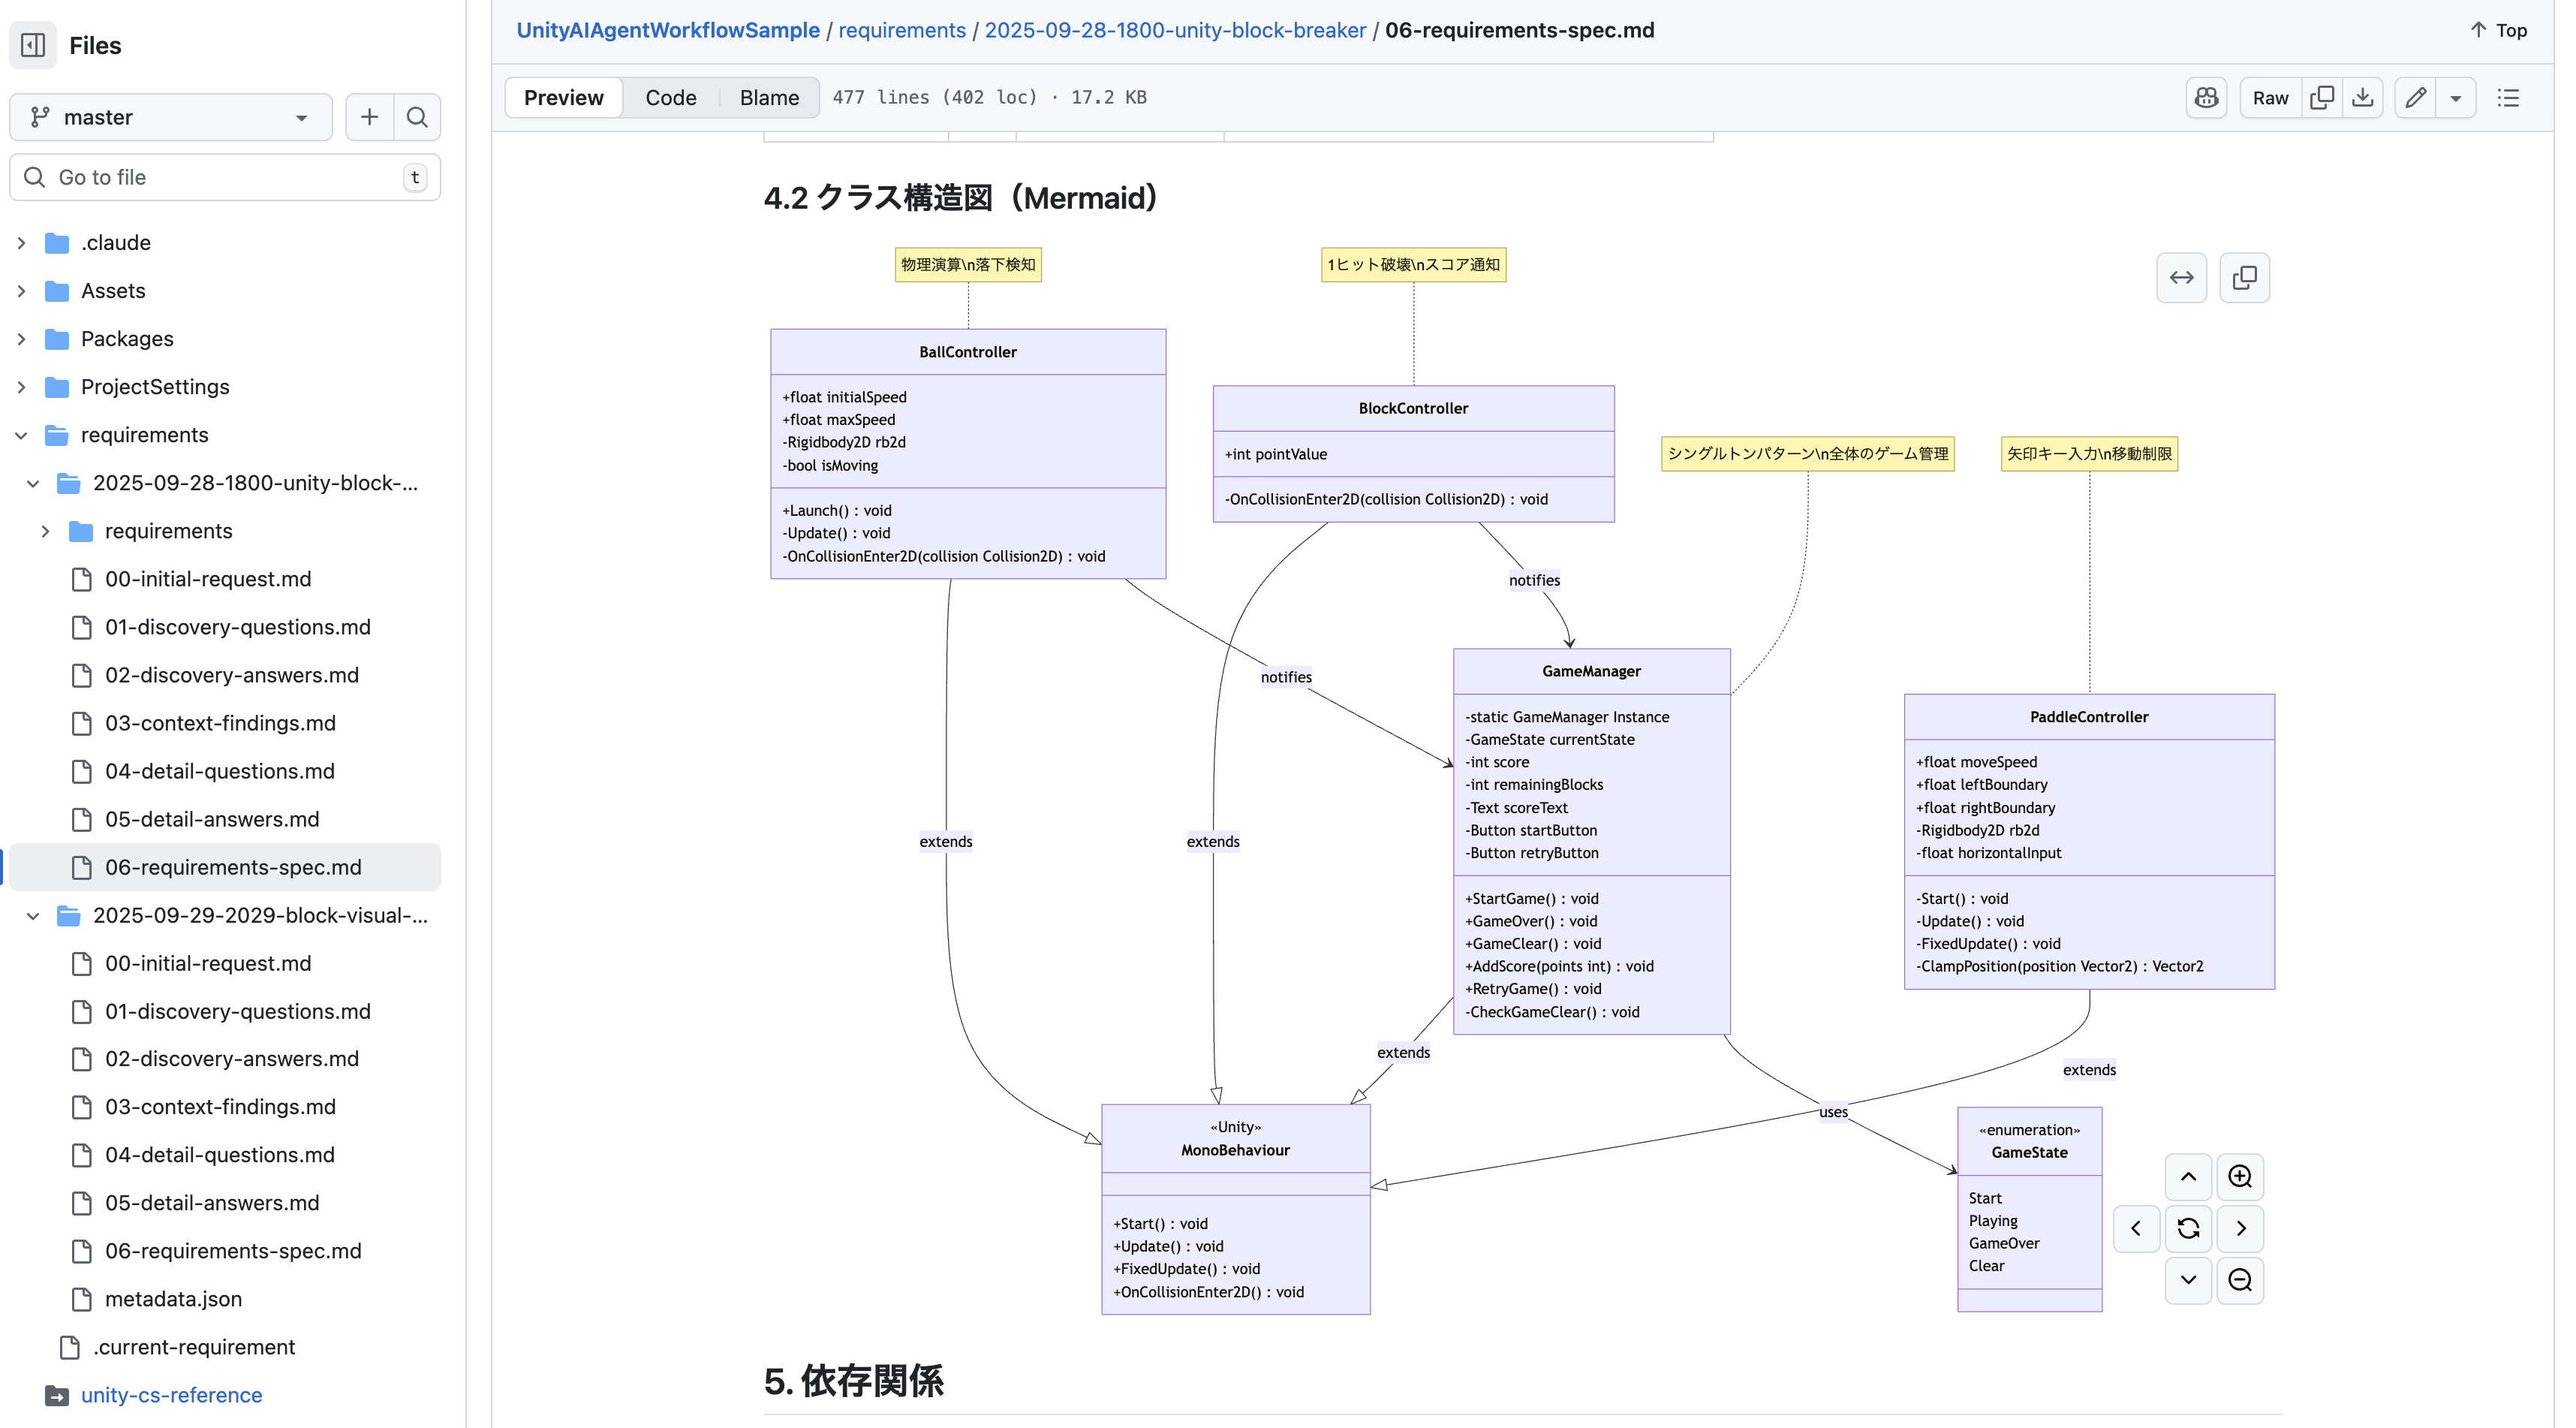 Files
master
Go to file
t
.claude
Assets
Packages
ProjectSettings
requirements
2025-09-28-1800-unity-block-...
requirements
00-initial-request.md
01-discovery-questions.md
02-discovery-answers.md
03-context-findings.md
04-detail-questions.md
05-detail-answers.md
06-requirements-spec.md
2025-09-29-2029-block-visual-...
00-initial-request.md
01-discovery-questions.md
02-discovery-answers.md
03-context-findings.md
04-detail-questions.md
05-detail-answers.md
06-requirements-spec.md
metadata.json
.current-requirement
unity-cs-reference
UnityAIAgentWorkflowSample / requirements / 2025-09-28-1800-unity-block-breaker / 06-requirements-spec.md
Top
Preview Code Blame 477 lines (402 loc) · 17.2 KB
Raw
4.2 クラス構造図（Mermaid）
物理演算\n落下検知
1ヒット破壊\nスコア通知
BallController
+float initialSpeed
+float maxSpeed
-Rigidbody2D rb2d
-bool isMoving
+Launch() : void
-Update() : void
-OnCollisionEnter2D(collision Collision2D) : void
BlockController
+int pointValue
-OnCollisionEnter2D(collision Collision2D) : void
シングルトンパターン\n全体のゲーム管理
矢印キー入力\n移動制限
notifies
notifies
GameManager
-static GameManager Instance
-GameState currentState
-int score
-int remainingBlocks
-Text scoreText
-Button startButton
-Button retryButton
+StartGame() : void
+GameOver() : void
+GameClear() : void
+AddScore(points int) : void
+RetryGame() : void
-CheckGameClear() : void
PaddleController
+float moveSpeed
+float leftBoundary
+float rightBoundary
-Rigidbody2D rb2d
-float horizontalInput
-Start() : void
-Update() : void
-FixedUpdate() : void
-ClampPosition(position Vector2) : Vector2
extends
extends
extends
extends
uses
«Unity»
MonoBehaviour
+Start() : void
+Update() : void
+FixedUpdate() : void
+OnCollisionEnter2D() : void
«enumeration»
GameState
Start
Playing
GameOver
Clear
5. 依存関係